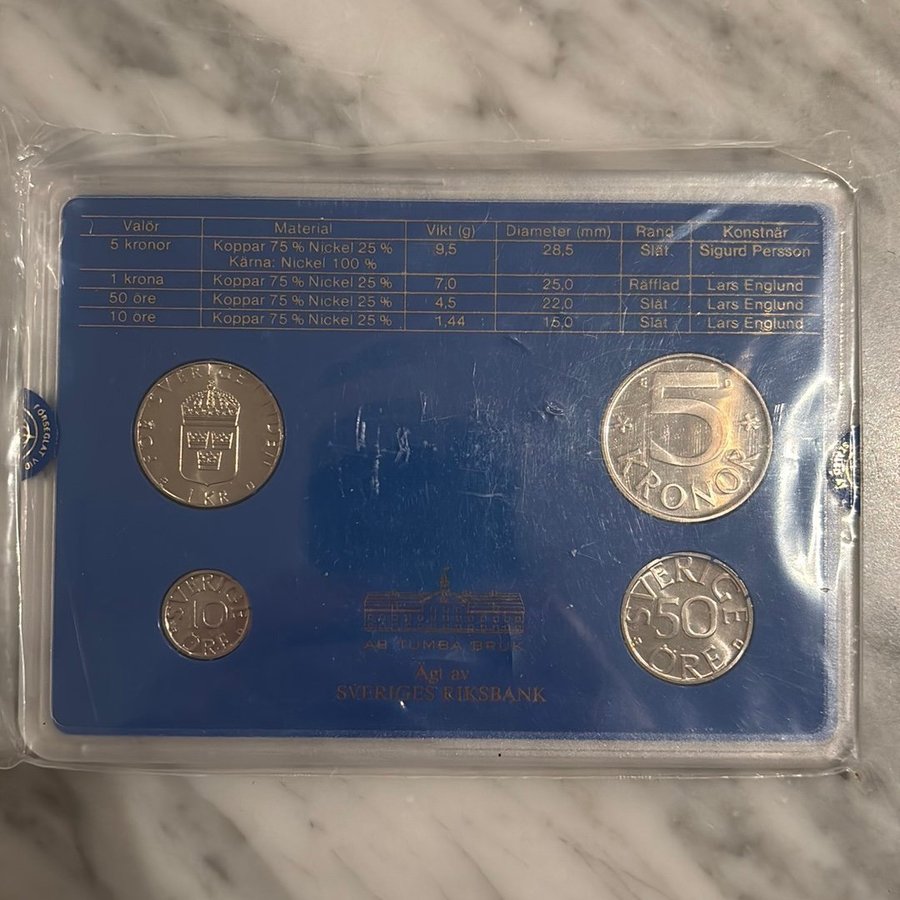 Valör Material Vikt (g) Diameter (mm) Rand Konstnär
5 kronor Koppar 75 % Nickel 25 % 9,5 28,5 Slät Sigurd Persson
Kärna: Nickel 100 %
1 krona Koppar 75 % Nickel 25 % 7,0 25,0 Räfflad Lars Englund
50 öre Koppar 75 % Nickel 25 % 4,5 22,0 Slät Lars Englund
10 öre Koppar 75 % Nickel 25 % 1,44 15,0 Slät Lars Englund
FÖR SVERIGE I TIDEN
1 KR
5
KRONOR
FÖRSEGLAT
SVERIGE
10
ÖRE
SVERIGE
50
ÖRE
AB TUMBA BRUK
Ägt av
SVERIGES RIKSBANK